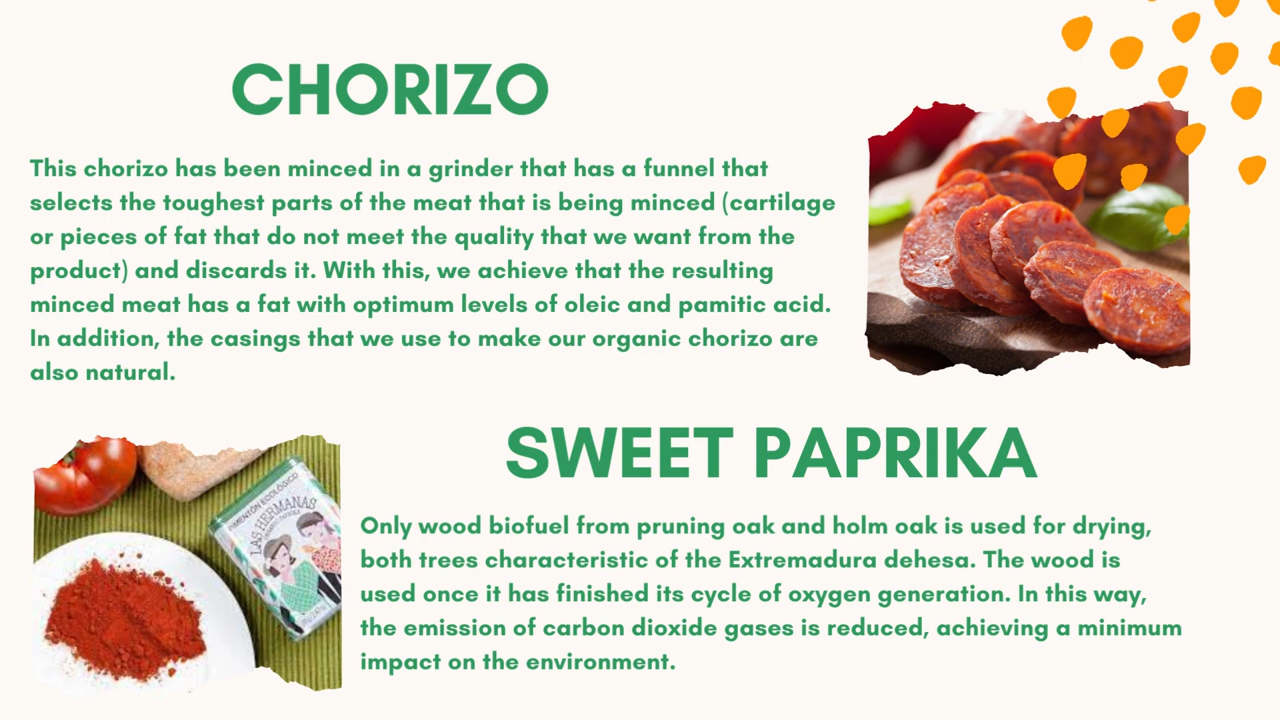 CHORIZO
This chorizo has been minced in a grinder that has a funnel that
selects the toughest parts of the meat that is being minced (cartilage
or pieces of fat that do not meet the quality that we want from the
product) and discards it. With this, we achieve that the resulting
minced meat has a fat with optimum levels of oleic and pamitic acid.
In addition, the casings that we use to make our organic chorizo are
also natural.
SWEET PAPRIKA
PIMENTÓN ECOLÓGICO
LAS HERMANAS
Only wood biofuel from pruning oak and holm oak is used for drying,
both trees characteristic of the Extremadura dehesa. The wood is
used once it has finished its cycle of oxygen generation. In this way,
the emission of carbon dioxide gases is reduced, achieving a minimum
impact on the environment.